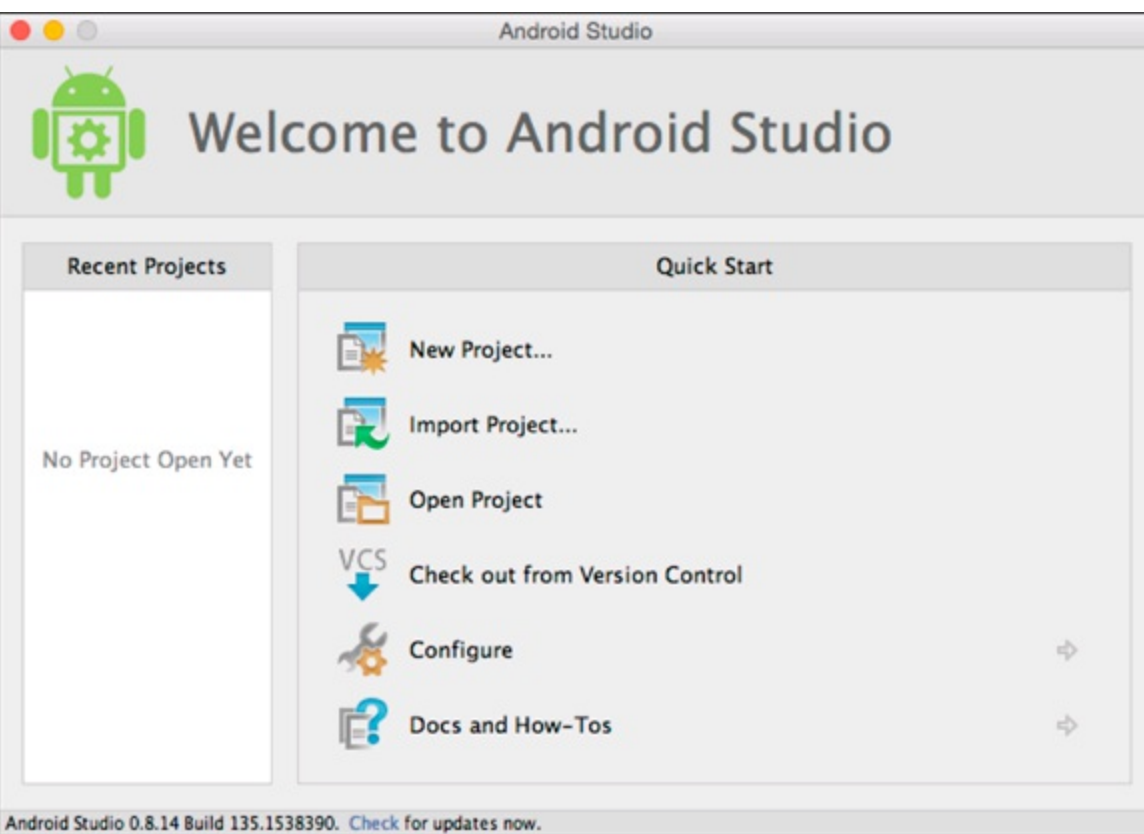 Android Studio
Welcome to Android Studio
Recent Projects
No Project Open Yet
Quick Start
New Project...
Import Project...
Open Project
VCS
Check out from Version Control
Configure
Docs and How-Tos
Android Studio 0.8.14 Build 135.1538390. Check for updates now.